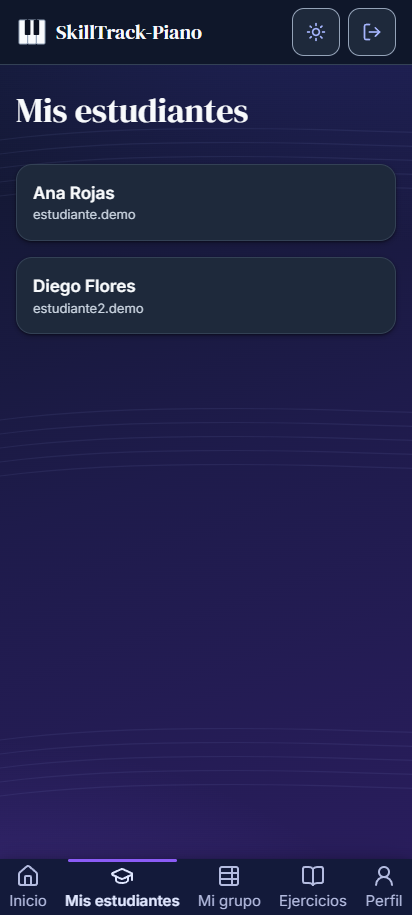 SkillTrack-Piano
Mis estudiantes
Ana Rojas
estudiante.demo
Diego Flores
estudiante2.demo
Inicio
Mis estudiantes
Mi grupo
Ejercicios
Perfil